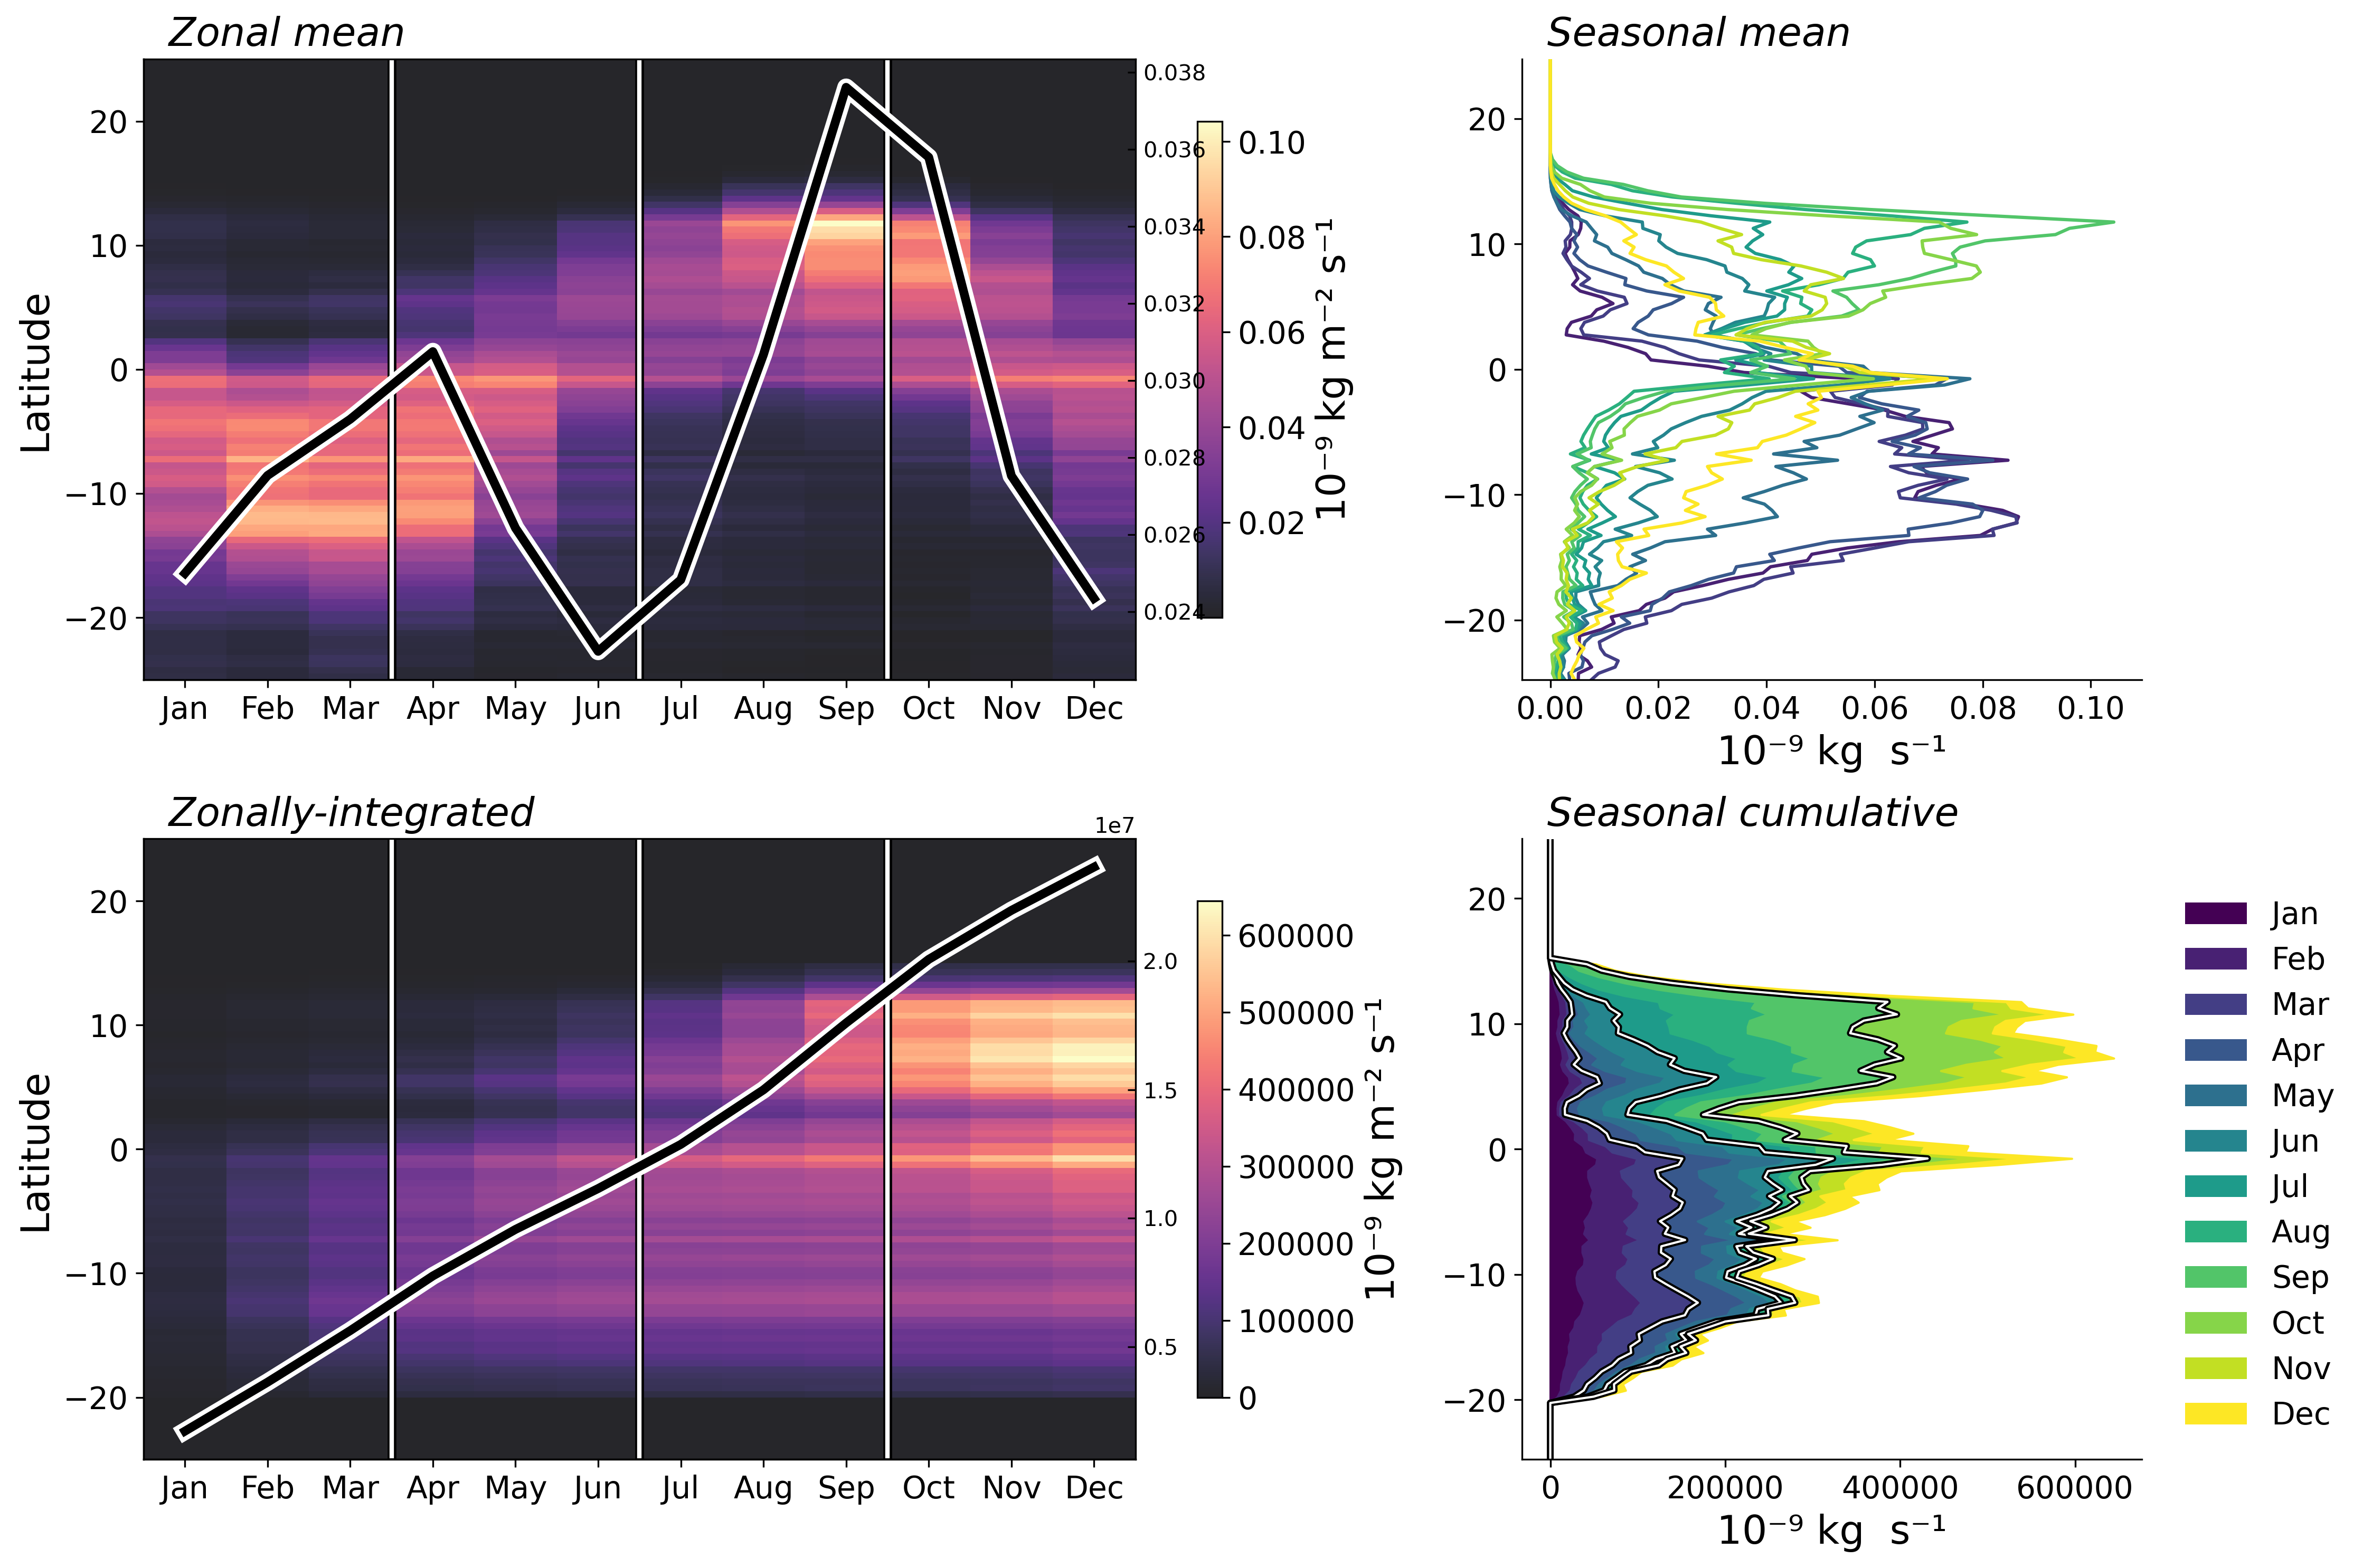 Zonal mean
Latitude
20
10
0
−10
−20
Jan Feb Mar Apr May Jun Jul Aug Sep Oct Nov Dec
0.038
0.036
0.034
0.032
0.030
0.028
0.026
0.024
0.10
0.08
0.06
0.04
0.02
10⁻⁹ kg m⁻² s⁻¹
Seasonal mean
20
10
0
−10
−20
0.00 0.02 0.04 0.06 0.08 0.10
10⁻⁹ kg  s⁻¹
Zonally-integrated
1e7
Latitude
20
10
0
−10
−20
Jan Feb Mar Apr May Jun Jul Aug Sep Oct Nov Dec
2.0
1.5
1.0
0.5
600000
500000
400000
300000
200000
100000
0
10⁻⁹ kg m⁻² s⁻¹
Seasonal cumulative
20
10
0
−10
−20
0 200000 400000 600000
10⁻⁹ kg  s⁻¹
Jan
Feb
Mar
Apr
May
Jun
Jul
Aug
Sep
Oct
Nov
Dec